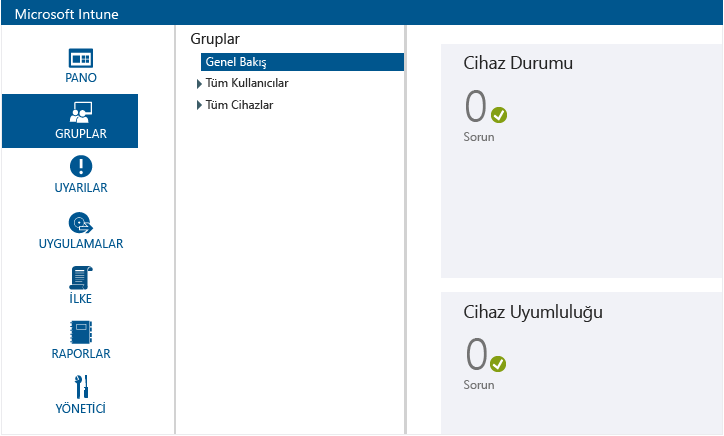 Microsoft Intune
PANO
GRUPLAR
UYARILAR
UYGULAMALAR
İLKE
RAPORLAR
YÖNETİCİ
Gruplar
Genel Bakış
Tüm Kullanıcılar
Tüm Cihazlar
Cihaz Durumu
0
Sorun
Cihaz Uyumluluğu
0
Sorun